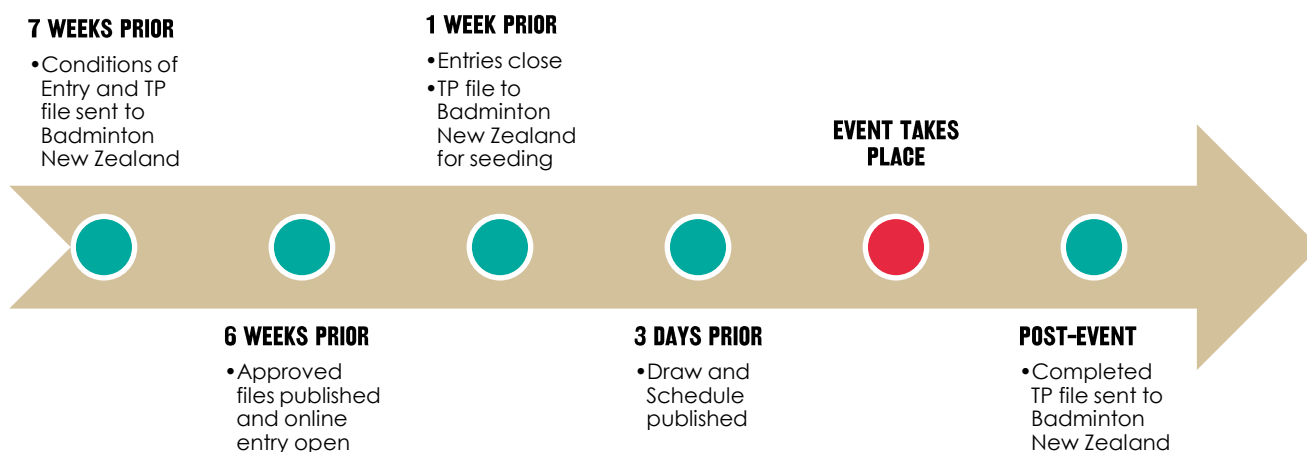 7 WEEKS PRIOR
•Conditions of
Entry and TP
file sent to
Badminton
New Zealand
1 WEEK PRIOR
•Entries close
•TP file to
Badminton
New Zealand
for seeding
EVENT TAKES
PLACE
6 WEEKS PRIOR
•Approved
files published
and online
entry open
3 DAYS PRIOR
•Draw and
Schedule
published
POST-EVENT
•Completed
TP file sent to
Badminton
New Zealand